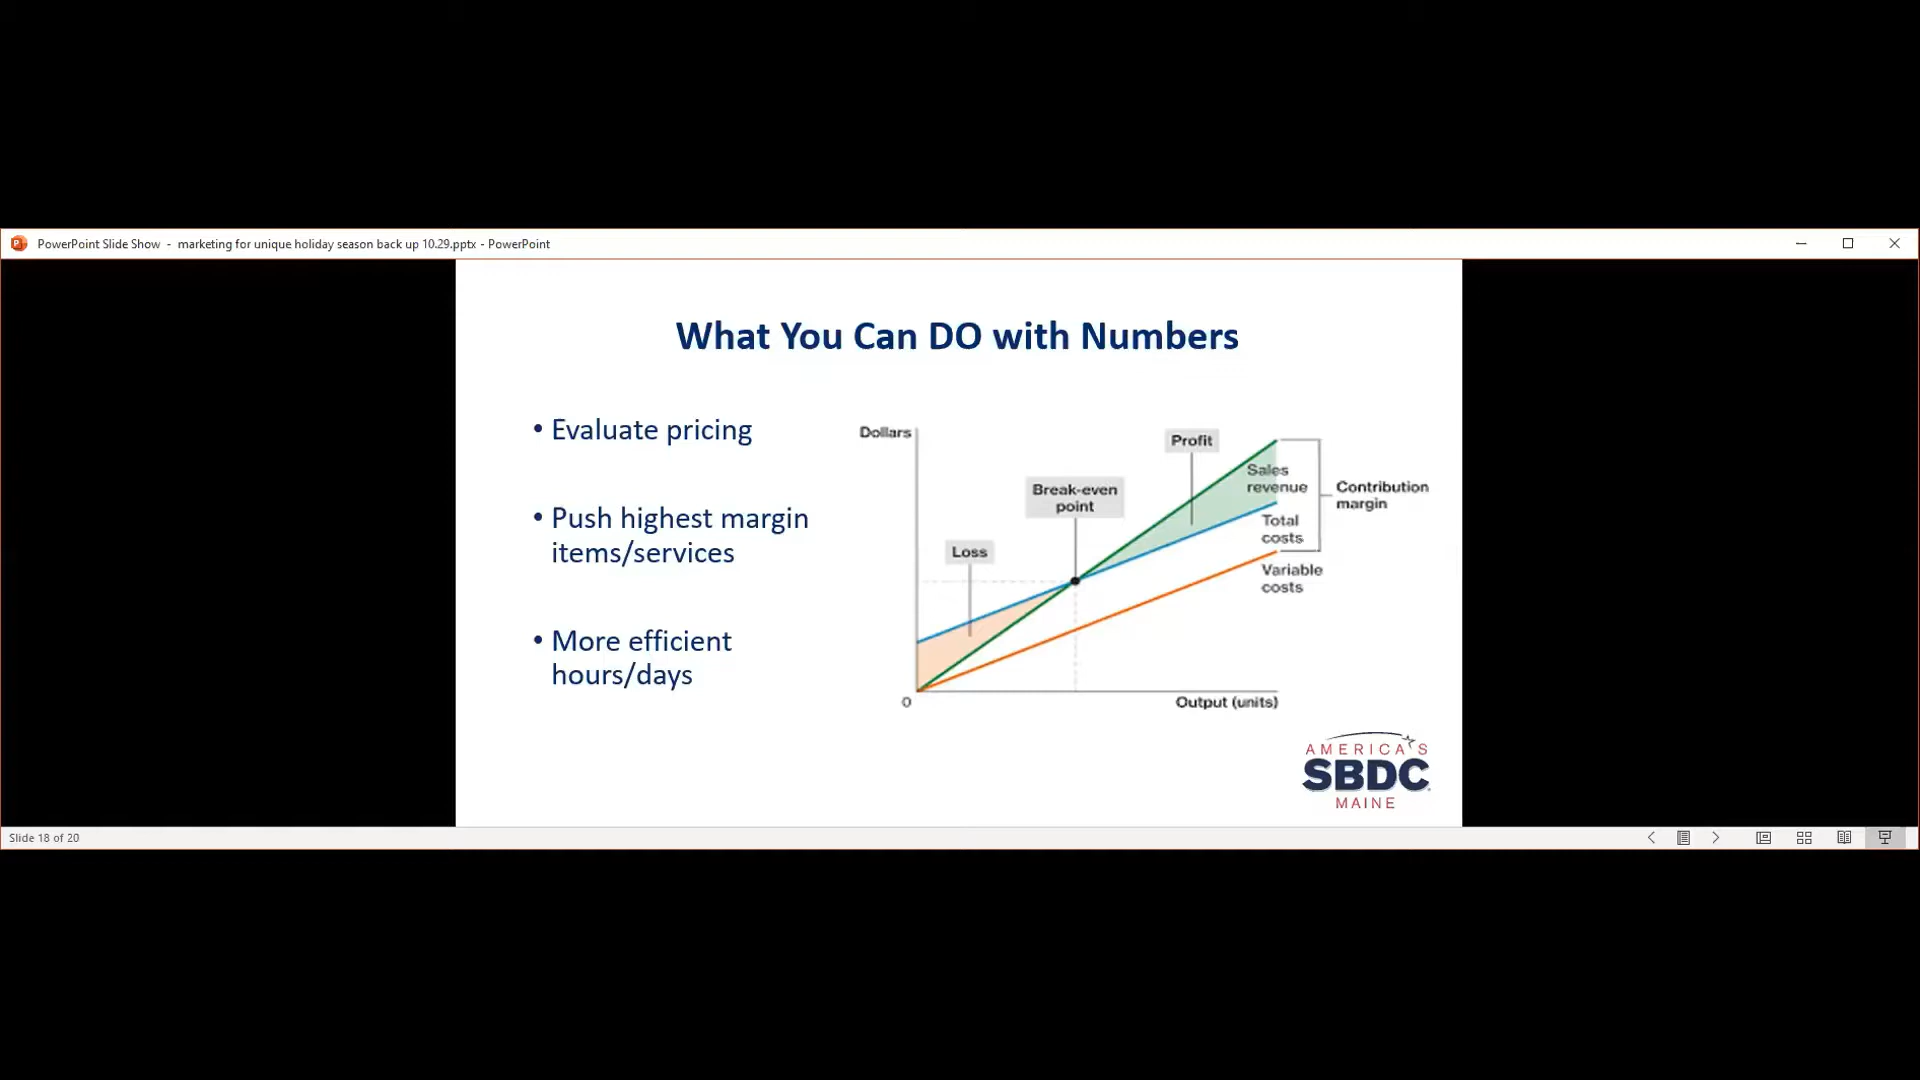 PowerPoint Slide Show - marketing for unique holiday season back up 10.29.pptx - PowerPoint
What You Can DO with Numbers
• Evaluate pricing
• Push highest margin
items/services
• More efficient
hours/days
Dollars
Profit
Sales
revenue
Contribution
margin
Break-even
point
Total
costs
Loss
Variable
costs
0
Output (units)
AMERICA'S
SBDC
MAINE
Slide 18 of 20